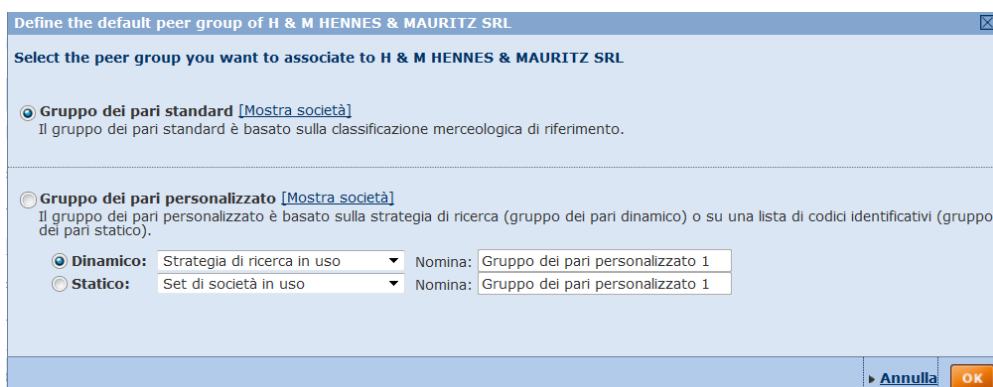 Define the default peer group of H & M HENNES & MAURITZ SRL
Select the peer group you want to associate to H & M HENNES & MAURITZ SRL
Gruppo dei pari standard [Mostra società]
Il gruppo dei pari standard è basato sulla classificazione merceologica di riferimento.
Gruppo dei pari personalizzato [Mostra società]
Il gruppo dei pari personalizzato è basato sulla strategia di ricerca (gruppo dei pari dinamico) o su una lista di codici identificativi (gruppo
dei pari statico).
Dinamico: Strategia di ricerca in uso Nomina: Gruppo dei pari personalizzato 1
Statico: Set di società in uso Nomina: Gruppo dei pari personalizzato 1
Annulla OK